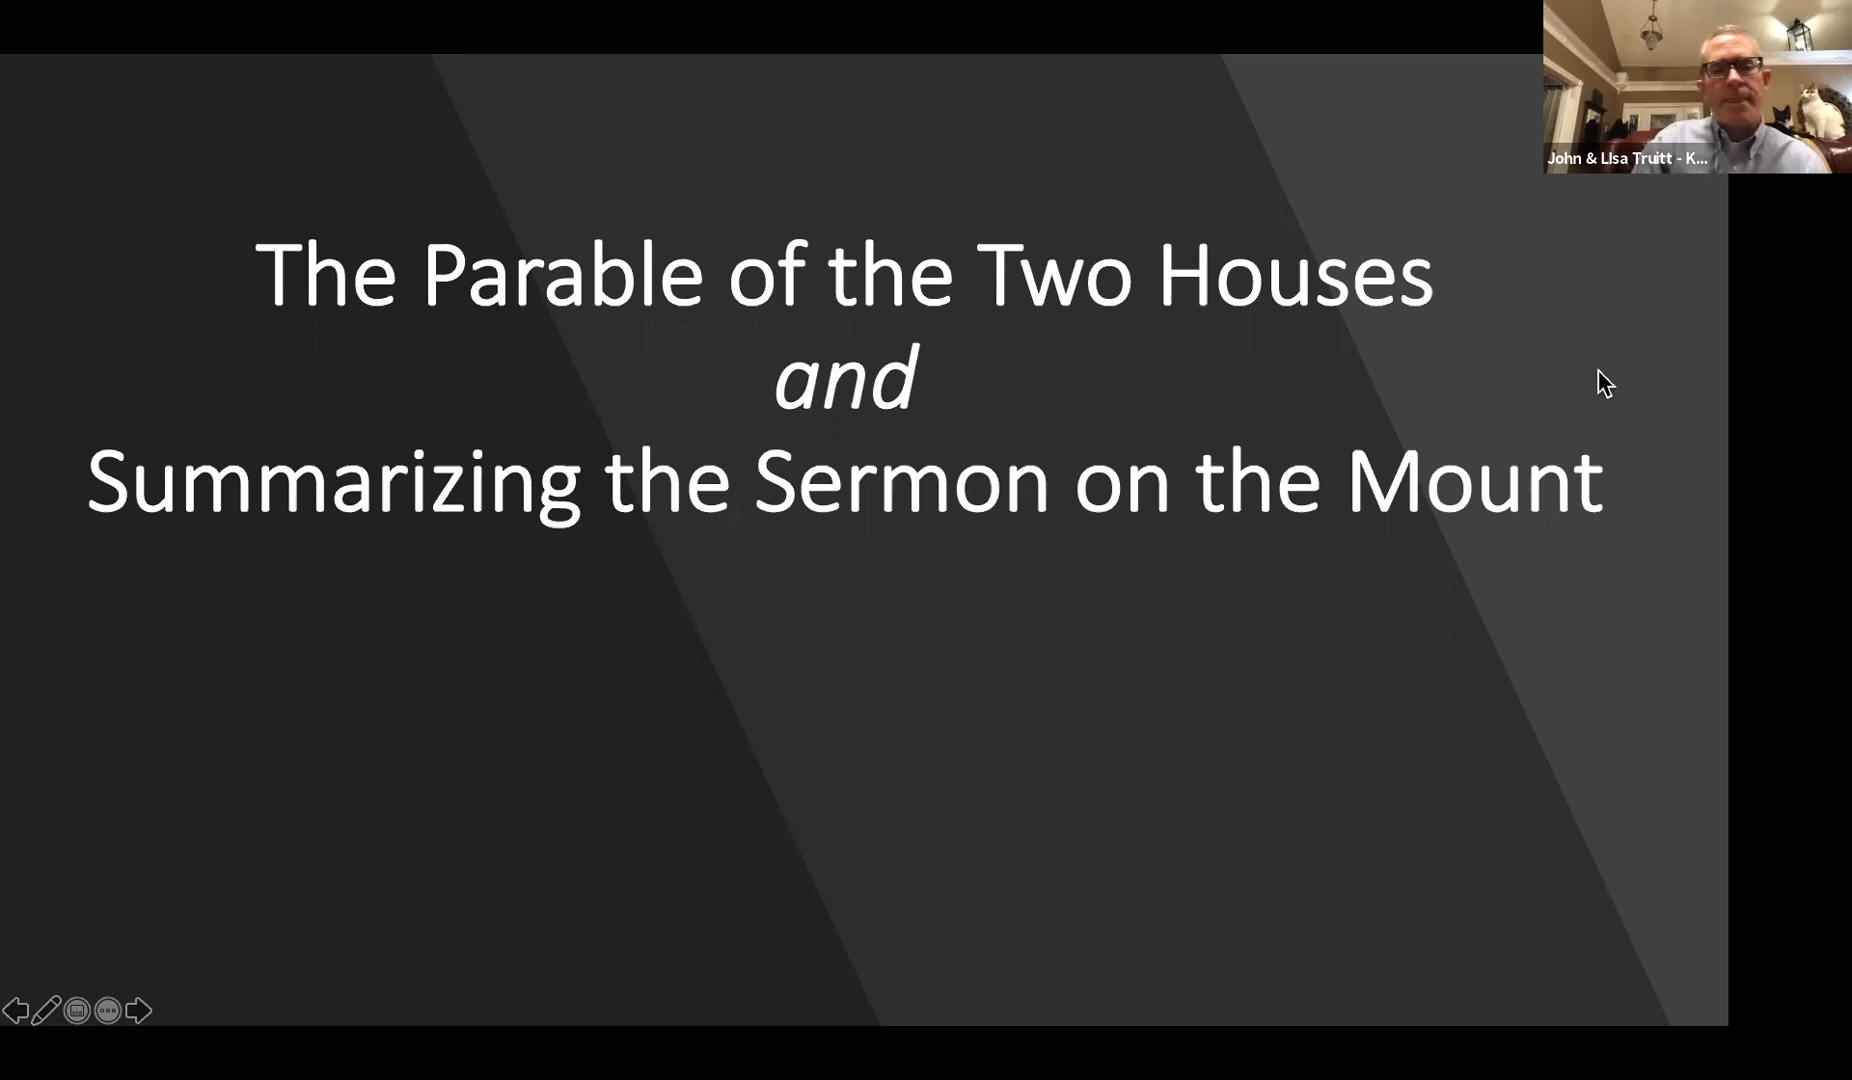 The Parable of the Two Houses
and
Summarizing the Sermon on the Mount
John & LIsa Truitt - K...